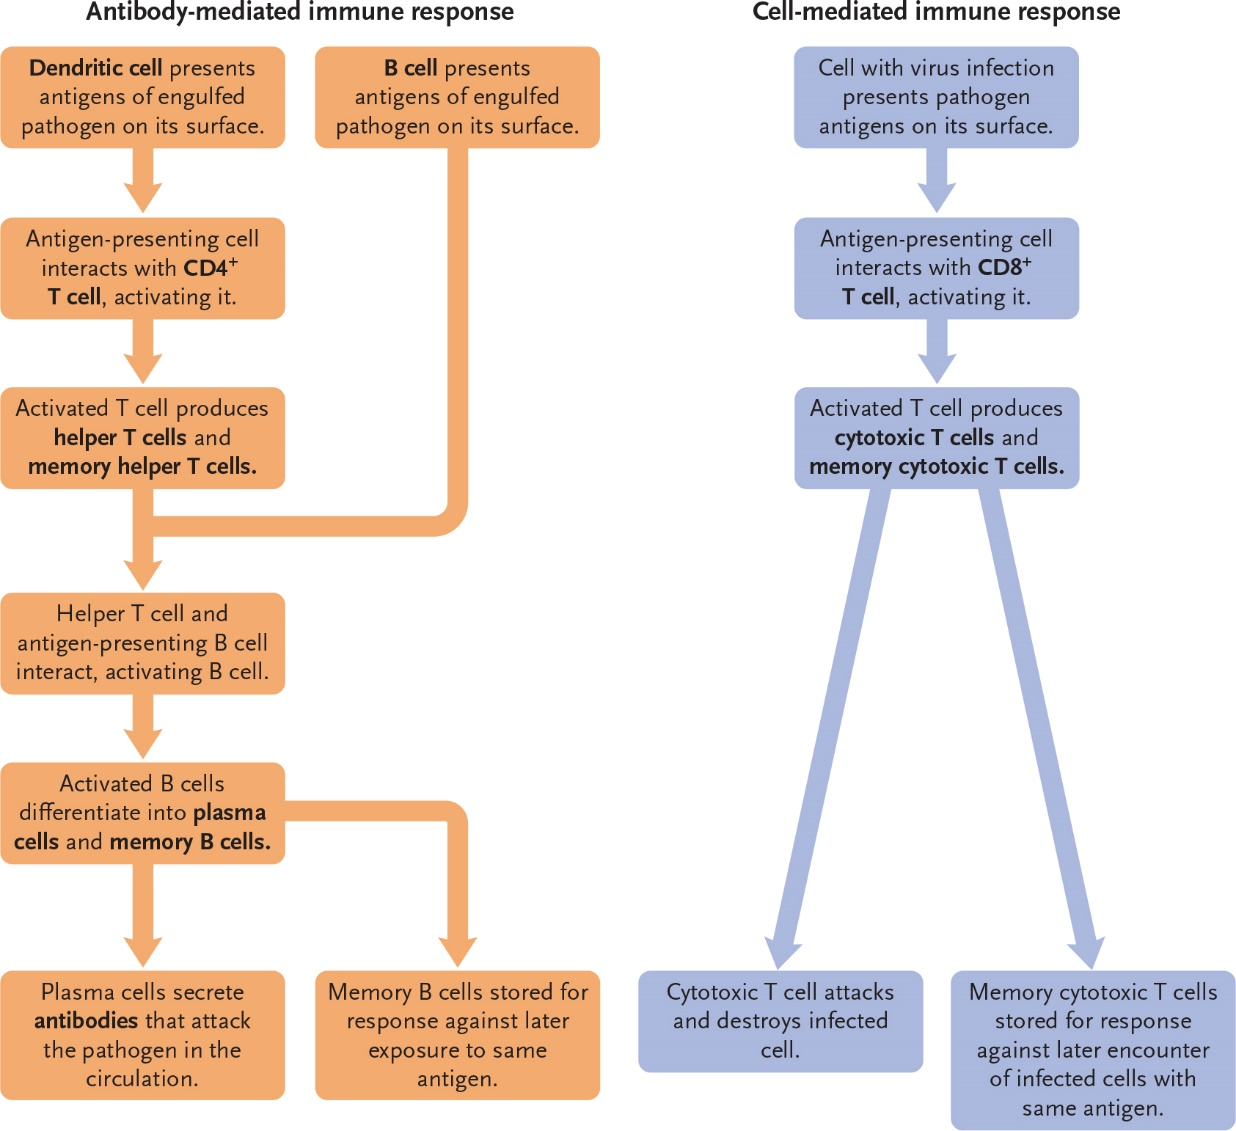 Antibody-mediated immune response
Dendritic cell presents
antigens of engulfed
pathogen on its surface.
B cell presents
antigens of engulfed
pathogen on its surface.
Antigen-presenting cell
interacts with CD4⁺
T cell, activating it.
Activated T cell produces
helper T cells and
memory helper T cells.
Helper T cell and
antigen-presenting B cell
interact, activating B cell.
Activated B cells
differentiate into plasma
cells and memory B cells.
Plasma cells secrete
antibodies that attack
the pathogen in the
circulation.
Memory B cells stored for
response against later
exposure to same
antigen.
Cell-mediated immune response
Cell with virus infection
presents pathogen
antigens on its surface.
Antigen-presenting cell
interacts with CD8⁺
T cell, activating it.
Activated T cell produces
cytotoxic T cells and
memory cytotoxic T cells.
Cytotoxic T cell attacks
and destroys infected
cell.
Memory cytotoxic T cells
stored for response
against later encounter
of infected cells with
same antigen.